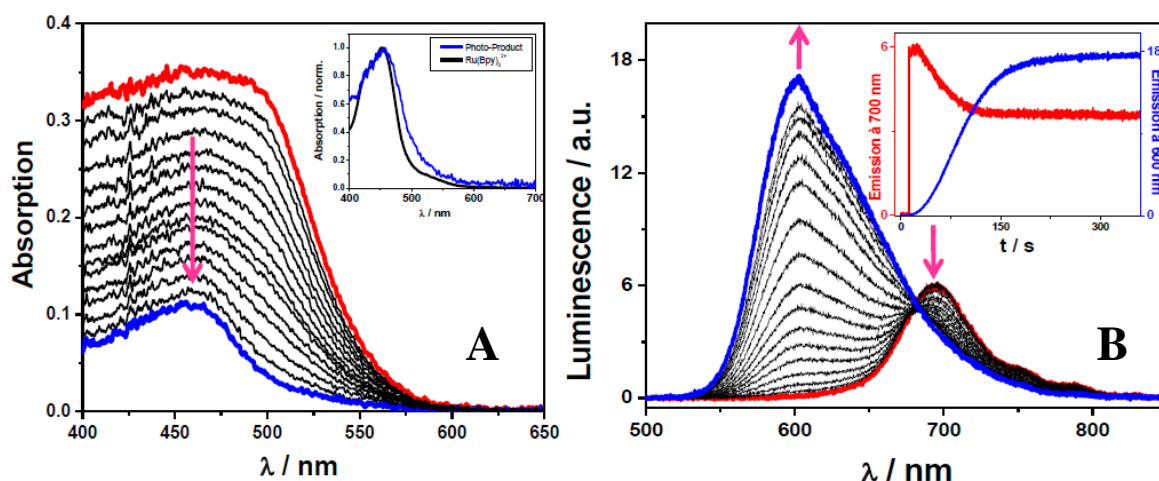 0.4
0.3
0.2
0.1
0.0
Absorption
400 450 500 550 600 650
λ / nm
A
1.0
0.8
0.6
0.4
0.2
0.0
Absorption / norm.
400 500 600 700
λ / nm
Photo-Product
Ru(Bpy)₃²⁺
18
12
6
0
Luminescence / a.u.
500 600 700 800
λ / nm
B
6
0
Emission à 700 nm
18
0
Emission à 600 nm
0 150 300
t / s